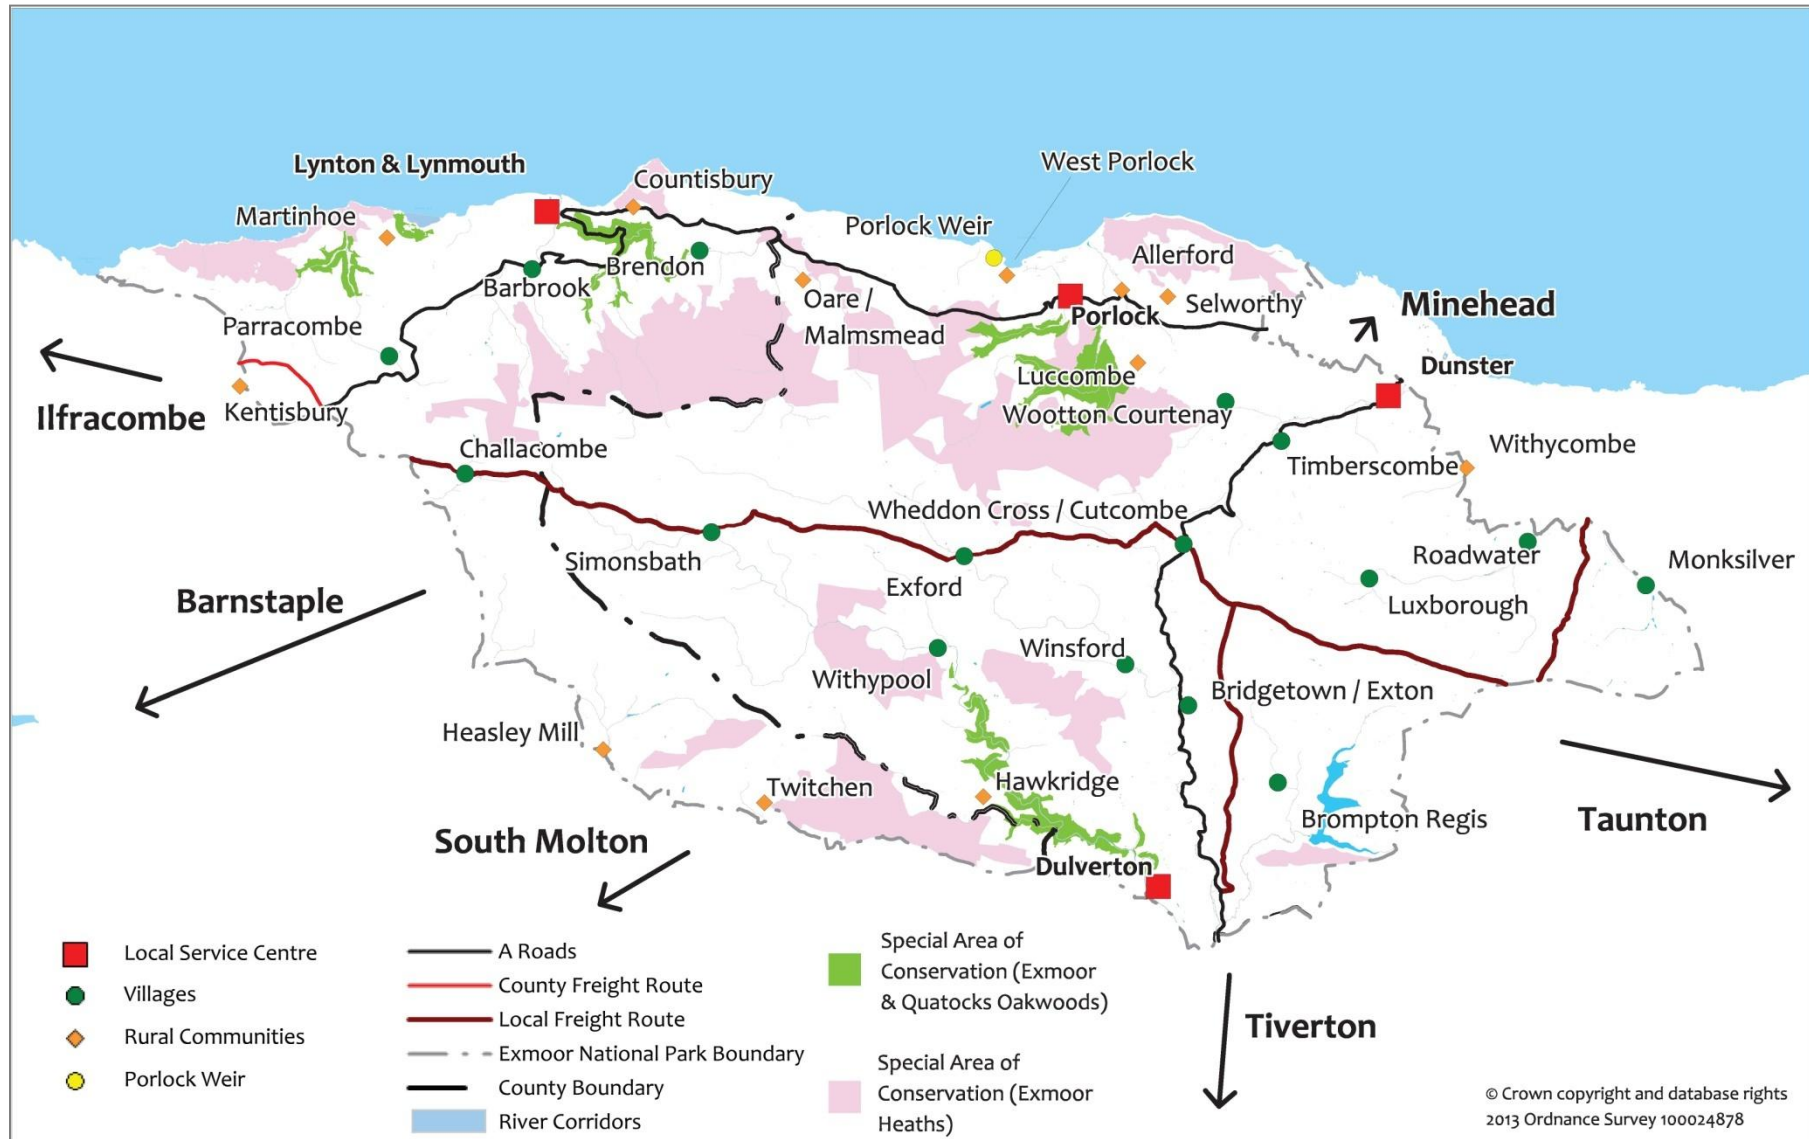 Lynton & Lynmouth
Countisbury
West Porlock
Martinhoe
Porlock Weir
Allerford
Brendon
Barbrook
Oare /
Malmsmead
Selworthy
Porlock
Minehead
Parracombe
Dunster
Luccombe
Kentisbury
Wootton Courtenay
Ilfracombe
Challacombe
Timberscombe
Withycombe
Wheddon Cross / Cutcombe
Simonsbath
Exford
Roadwater
Monksilver
Luxborough
Barnstaple
Winsford
Withypool
Bridgetown / Exton
Heasley Mill
Twitchen
Hawkridge
Brompton Regis
Taunton
South Molton
Dulverton
Tiverton
Local Service Centre
Villages
Rural Communities
Porlock Weir
A Roads
County Freight Route
Local Freight Route
Exmoor National Park Boundary
County Boundary
River Corridors
Special Area of
Conservation (Exmoor
& Quatocks Oakwoods)
Special Area of
Conservation (Exmoor
Heaths)
© Crown copyright and database rights
2013 Ordnance Survey 100024878